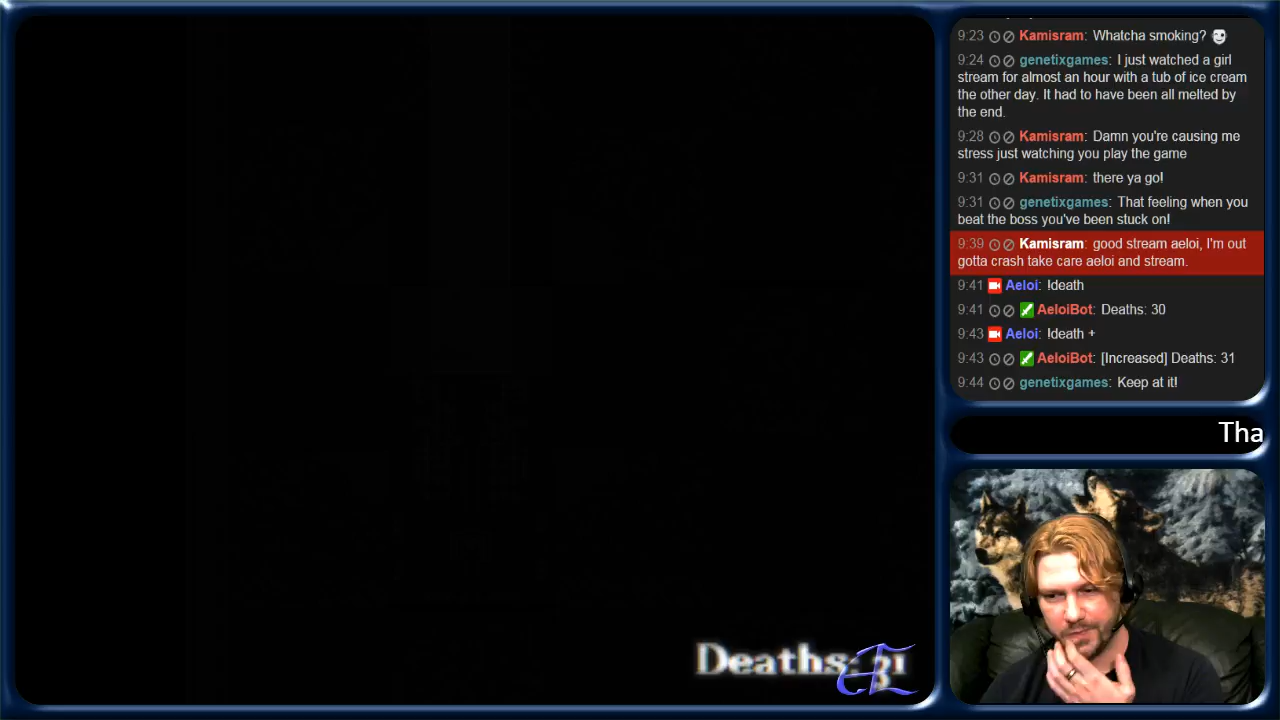 9:23 Kamisram: Whatcha smoking?
9:24 genetixgames: I just watched a girl
stream for almost an hour with a tub of ice cream
the other day. It had to have been all melted by
the end.
9:28 Kamisram: Damn you're causing me
stress just watching you play the game
9:31 Kamisram: there ya go!
9:31 genetixgames: That feeling when you
beat the boss you've been stuck on!
9:39 Kamisram: good stream aeloi, I'm out
gotta crash take care aeloi and stream.
9:41 Aeloi: !death
9:41 AeloiBot: Deaths: 30
9:43 Aeloi: !death +
9:43 AeloiBot: [Increased] Deaths: 31
9:44 genetixgames: Keep at it!
Tha
Deaths: 31